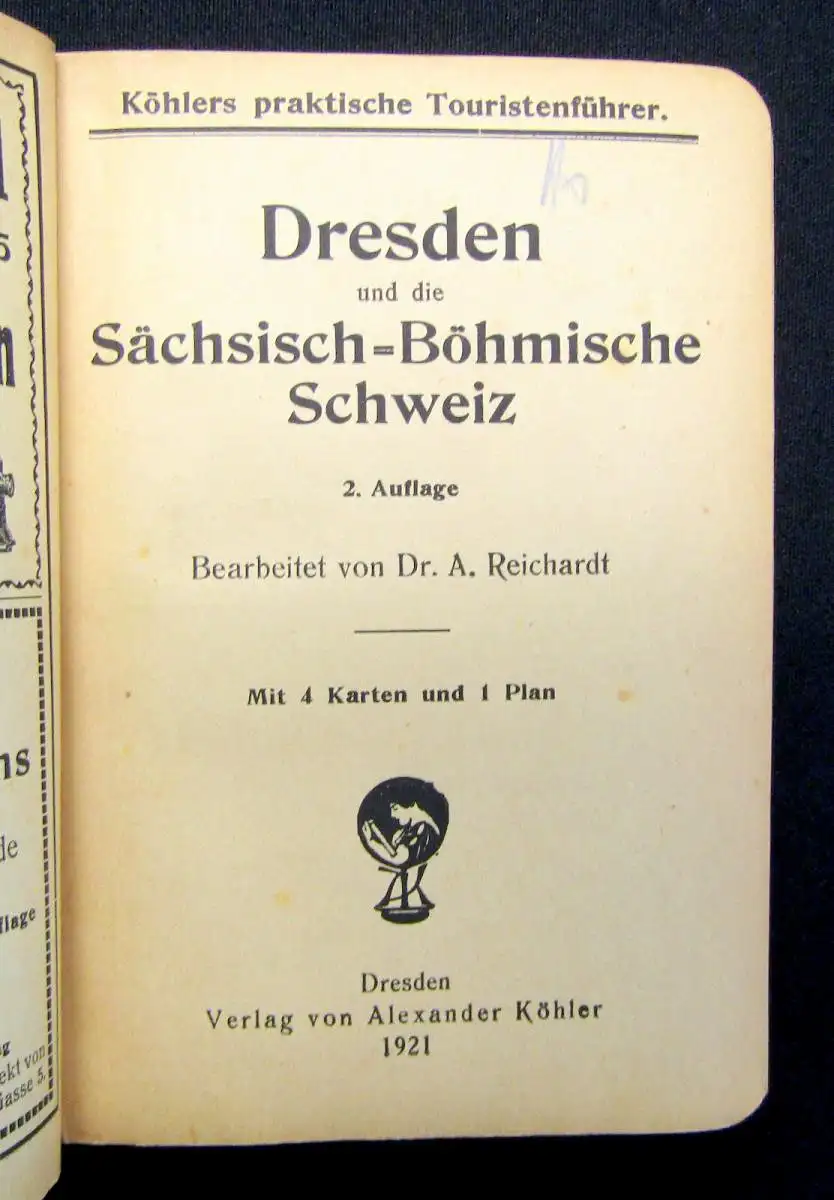 Köhlers praktische Touristenführer.
Dresden
und die
Sächsisch=Böhmische
Schweiz
2. Auflage
Bearbeitet von Dr. A. Reichardt
Mit 4 Karten und 1 Plan
AK
Dresden
Verlag von Alexander Köhler
1921